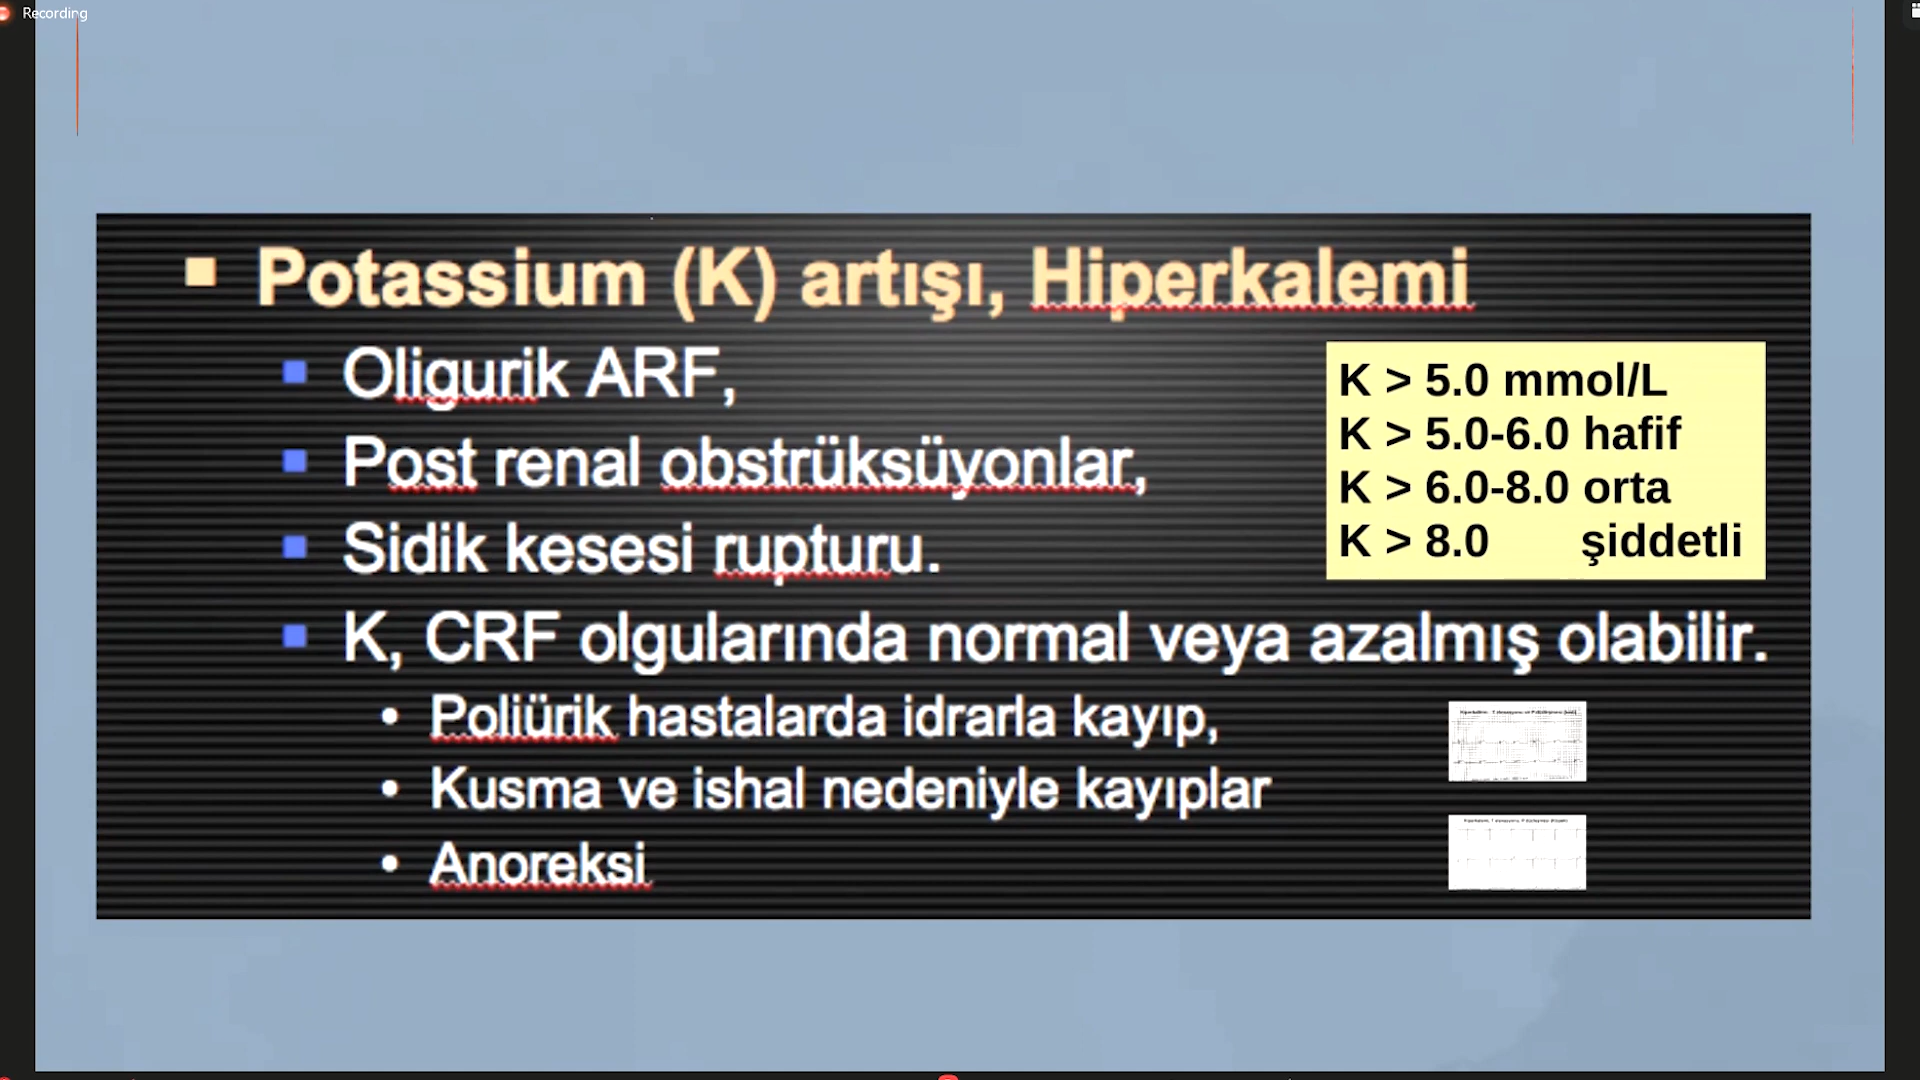 Recording
Potassium (K) artışı, Hiperkalemi
Oligurik ARF,
Post renal obstrüksüyonlar,
Sidik kesesi rupturu.
K, CRF olgularında normal veya azalmış olabilir.
Poliürik hastalarda idrarla kayıp,
Kusma ve ishal nedeniyle kayıplar
Anoreksi
K > 5.0 mmol/L
K > 5.0-6.0 hafif
K > 6.0-8.0 orta
K > 8.0 şiddetli